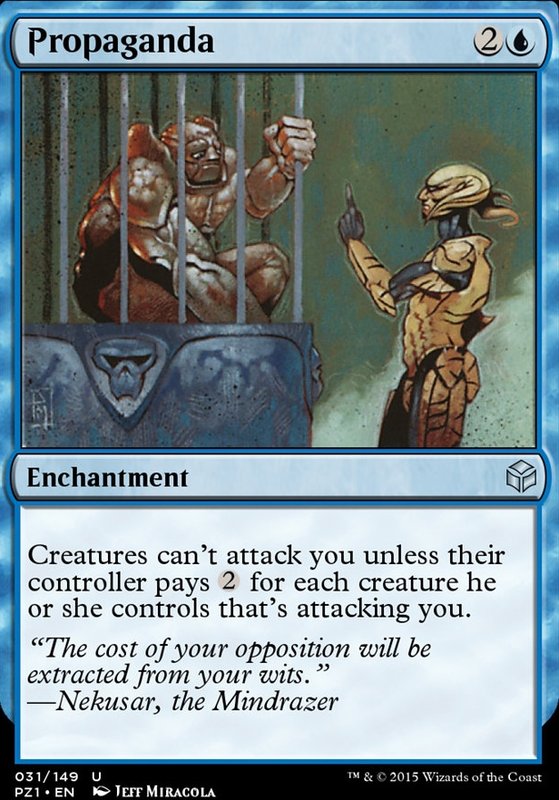 Propaganda 2
Enchantment
Creatures can't attack you unless their
controller pays 2 for each creature he
or she controls that's attacking you.
“The cost of your opposition will be
extracted from your wits.”
—Nekusar, the Mindrazer
031/149 U
PZ1 • EN Jeff Miracola
™ & © 2015 Wizards of the Coast